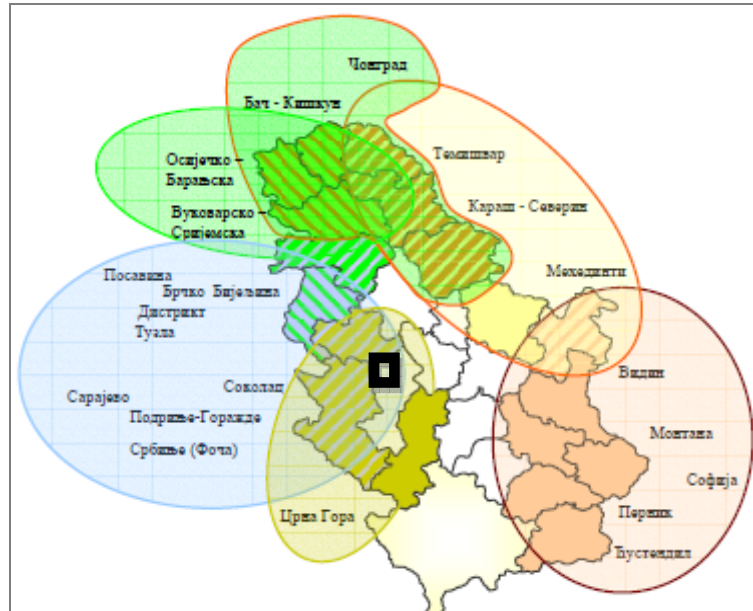 Чонград
Бач - Кишкун
Осијечко –
Барањска
Темишвар
Вуковарско –
Сријемска
Караш - Северин
Посавина
Мехединти
Брчко Бијељина
Дистрикт
Тузла
Видин
Соколац
Сарајево
Подриње-Горажде
Монтана
Србиње (Фоча)
Софија
Црна Гора
Перник
Ћустендил